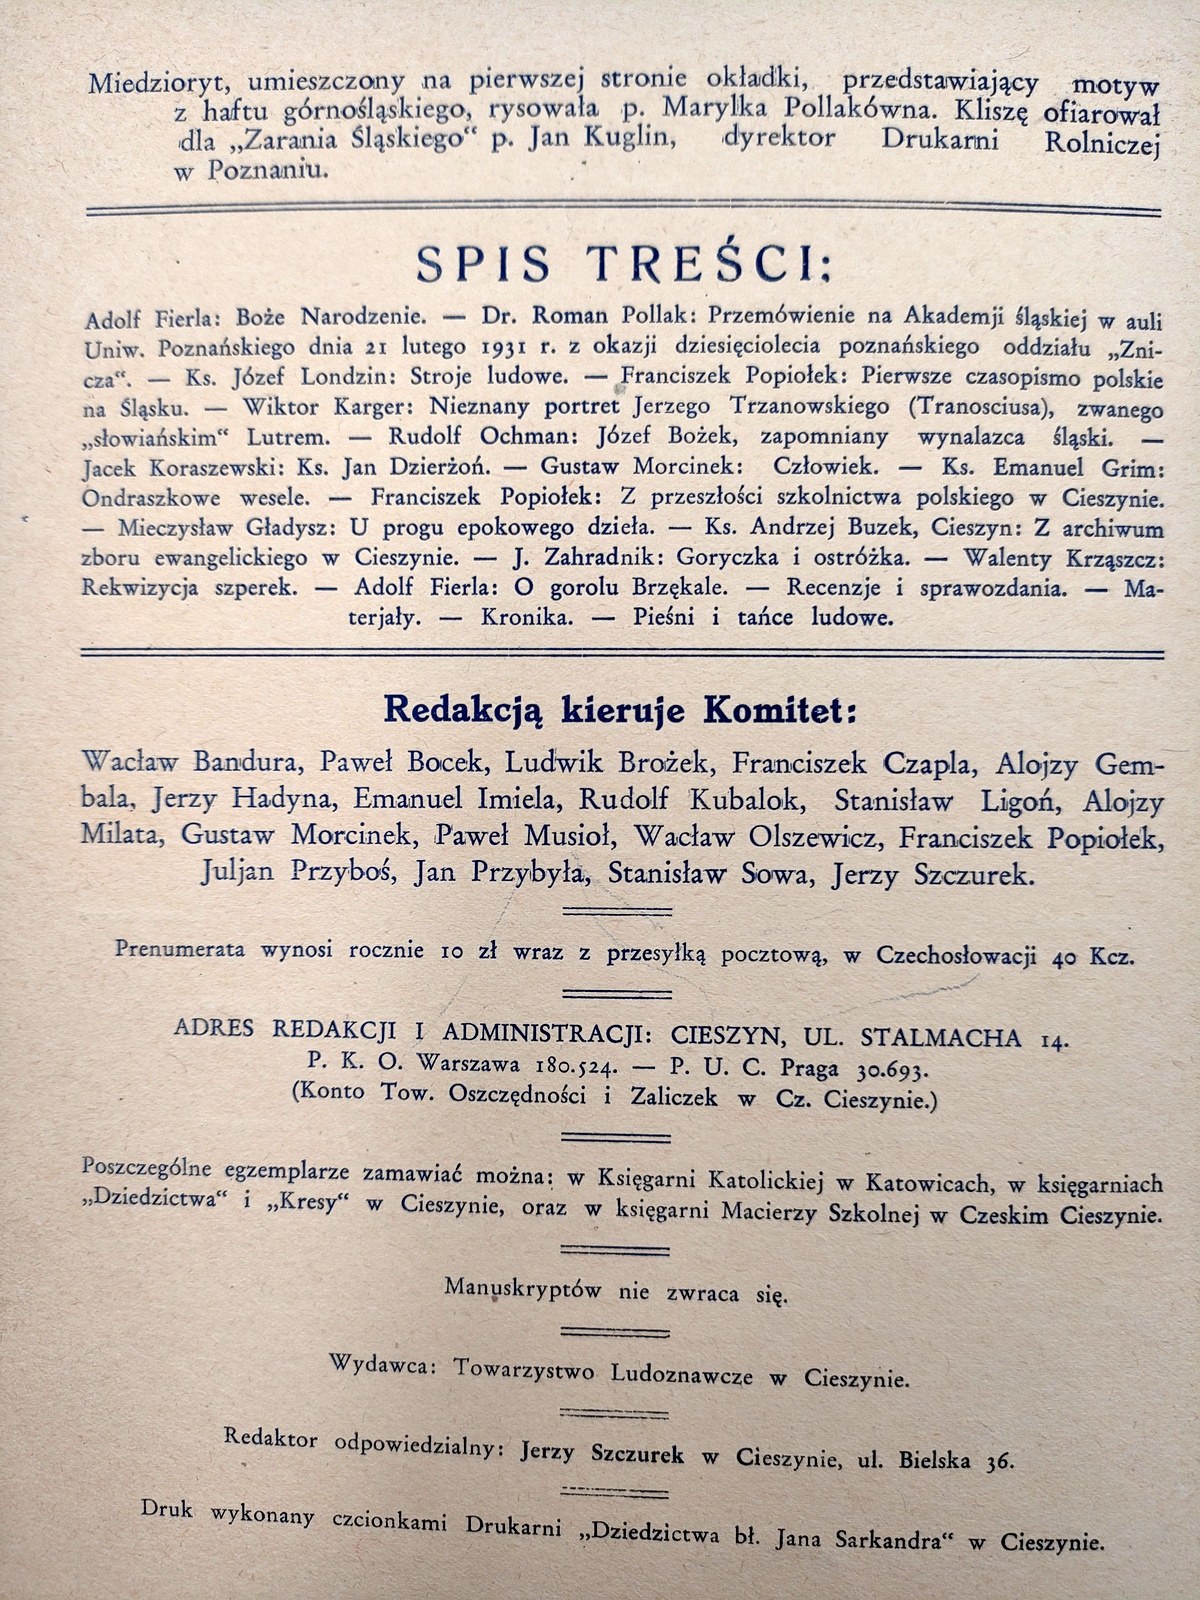 Miedzioryt, umieszczony na pierwszej stronie okładki, przedstawiający motyw
z haftu górnośląskiego, rysowała p. Marylka Pollakówna. Kliszę ofiarował
dla „Zarania Śląskiego“ p. Jan Kuglin, dyrektor Drukarni Rolniczej
w Poznaniu.
SPIS TREŚCI:
Adolf Fierla: Boże Narodzenie. — Dr. Roman Pollak: Przemówienie na Akademji śląskiej w auli
Uniw. Poznańskiego dnia 21 lutego 1931 r. z okazji dziesięciolecia poznańskiego oddziału „Zni-
cza“. — Ks. Józef Londzin: Stroje ludowe. — Franciszek Popiołek: Pierwsze czasopismo polskie
na Śląsku. — Wiktor Karger: Nieznany portret Jerzego Trzanowskiego (Tranosciusa), zwanego
„słowiańskim“ Lutrem. — Rudolf Ochman: Józef Bożek, zapomniany wynalazca śląski. —
Jacek Koraszewski: Ks. Jan Dzierżoń. — Gustaw Morcinek: Człowiek. — Ks. Emanuel Grim:
Ondraszkowe wesele. — Franciszek Popiołek: Z przeszłości szkolnictwa polskiego w Cieszynie.
— Mieczysław Gładysz: U progu epokowego dzieła. — Ks. Andrzej Buzek, Cieszyn: Z archiwum
zboru ewangelickiego w Cieszynie. — J. Zahradnik: Goryczka i ostróżka. — Walenty Krząszcz:
Rekwizycja szperek. — Adolf Fierla: O gorolu Brzękale. — Recenzje i sprawozdania. — Ma-
terjały. — Kronika. — Pieśni i tańce ludowe.
Redakcją kieruje Komitet:
Wacław Bandura, Paweł Bocek, Ludwik Brożek, Franciszek Czapla, Alojzy Gem-
bala, Jerzy Hadyna, Emanuel Imiela, Rudolf Kubalok, Stanisław Ligoń, Alojzy
Milata, Gustaw Morcinek, Paweł Musioł, Wacław Olszewicz, Franciszek Popiołek,
Juljan Przyboś, Jan Przybyła, Stanisław Sowa, Jerzy Szczurek.
Prenumerata wynosi rocznie 10 zł wraz z przesyłką pocztową, w Czechosłowacji 40 Kcz.
ADRES REDAKCJI I ADMINISTRACJI: CIESZYN, UL. STALMACHA 14.
P. K. O. Warszawa 180.524. — P. U. C. Praga 30.693.
(Konto Tow. Oszczędności i Zaliczek w Cz. Cieszynie.)
Poszczególne egzemplarze zamawiać można: w Księgarni Katolickiej w Katowicach, w księgarniach
„Dziedzictwa“ i „Kresy“ w Cieszynie, oraz w księgarni Macierzy Szkolnej w Czeskim Cieszynie.
Manuskryptów nie zwraca się.
Wydawca: Towarzystwo Ludoznawcze w Cieszynie.
Redaktor odpowiedzialny: Jerzy Szczurek w Cieszynie, ul. Bielska 36.
Druk wykonany czcionkami Drukarni „Dziedzictwa bł. Jana Sarkandra“ w Cieszynie.